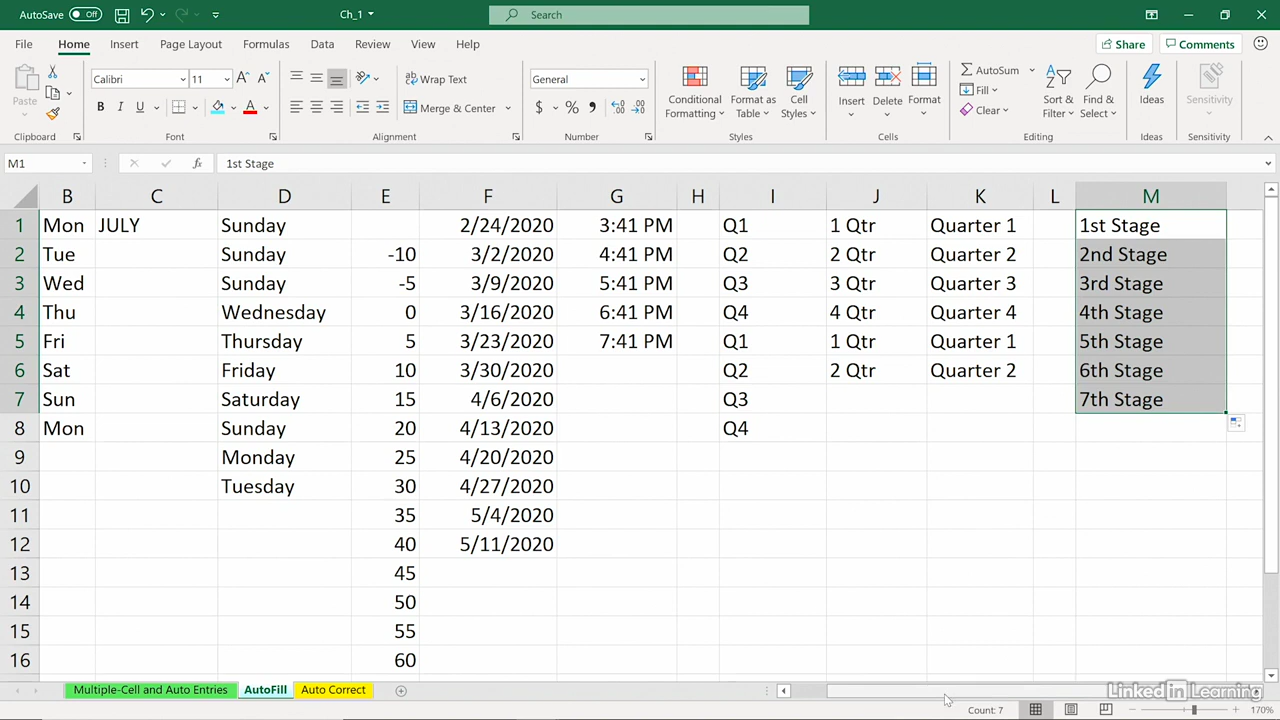 AutoSave Off Ch_1 Search
File Home Insert Page Layout Formulas Data Review View Help Share Comments
Paste Calibri 11 Wrap Text General Conditional Formatting Format as Table Cell Styles Insert Delete Format AutoSum Sort & Filter Find & Select Ideas Sensitivity
B I U Merge & Center $ % , Fill
Clear
Clipboard Font Alignment Number Styles Cells Editing Ideas Sensitivity
M1 fx 1st Stage
B C D E F G H I J K L M
1 Mon JULY Sunday 2/24/2020 3:41 PM Q1 1 Qtr Quarter 1 1st Stage
2 Tue Sunday -10 3/2/2020 4:41 PM Q2 2 Qtr Quarter 2 2nd Stage
3 Wed Sunday -5 3/9/2020 5:41 PM Q3 3 Qtr Quarter 3 3rd Stage
4 Thu Wednesday 0 3/16/2020 6:41 PM Q4 4 Qtr Quarter 4 4th Stage
5 Fri Thursday 5 3/23/2020 7:41 PM Q1 1 Qtr Quarter 1 5th Stage
6 Sat Friday 10 3/30/2020 Q2 2 Qtr Quarter 2 6th Stage
7 Sun Saturday 15 4/6/2020 Q3 7th Stage
8 Mon Sunday 20 4/13/2020 Q4
9 Monday 25 4/20/2020
10 Tuesday 30 4/27/2020
11 35 5/4/2020
12 40 5/11/2020
13 45
14 50
15 55
16 60
Multiple-Cell and Auto Entries AutoFill Auto Correct LinkedIn Learning
Count: 7 170%